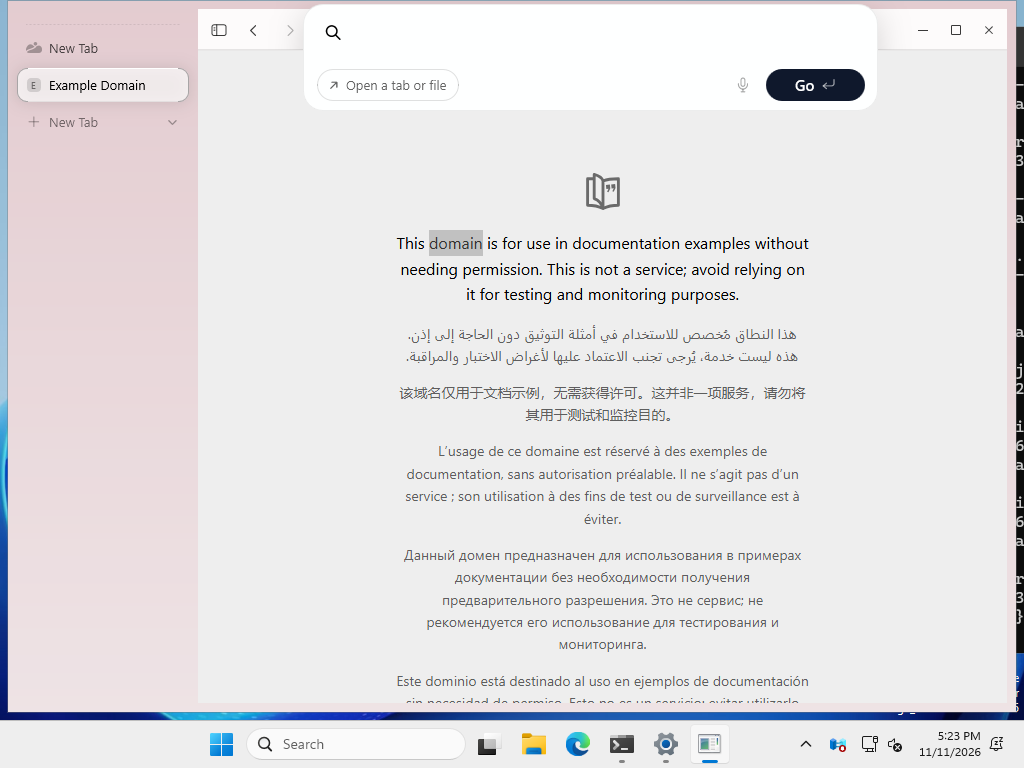 New Tab
E Example Domain
New Tab
Open a tab or file
Go
This domain is for use in documentation examples without
needing permission. This is not a service; avoid relying on
it for testing and monitoring purposes.
هذا النطاق مُخصص للاستخدام في أمثلة التوثيق دون الحاجة إلى إذن.
هذه ليست خدمة، يُرجى تجنب الاعتماد عليها لأغراض الاختبار والمراقبة.
该域名仅用于文档示例，无需获得许可。这并非一项服务，请勿将
其用于测试和监控目的。
L’usage de ce domaine est réservé à des exemples de
documentation, sans autorisation préalable. Il ne s’agit pas d’un
service ; son utilisation à des fins de test ou de surveillance est à
éviter.
Данный домен предназначен для использования в примерах
документации без необходимости получения
предварительного разрешения. Это не сервис; не
рекомендуется его использование для тестирования и
мониторинга.
Este dominio está destinado al uso en ejemplos de documentación
Search
5:23 PM
11/11/2026